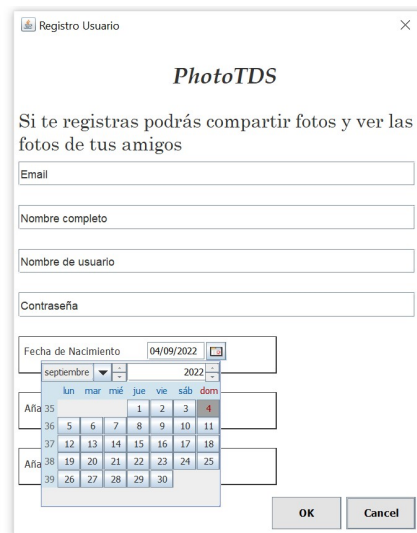 Registro Usuario
PhotoTDS
Si te registras podrás compartir fotos y ver las
fotos de tus amigos
Email
Nombre completo
Nombre de usuario
Contraseña
Fecha de Nacimiento 04/09/2022
septiembre 2022
lun mar mié jue vie sáb dom
35 1 2 3 4
36 5 6 7 8 9 10 11
37 12 13 14 15 16 17 18
38 19 20 21 22 23 24 25
39 26 27 28 29 30
OK Cancel